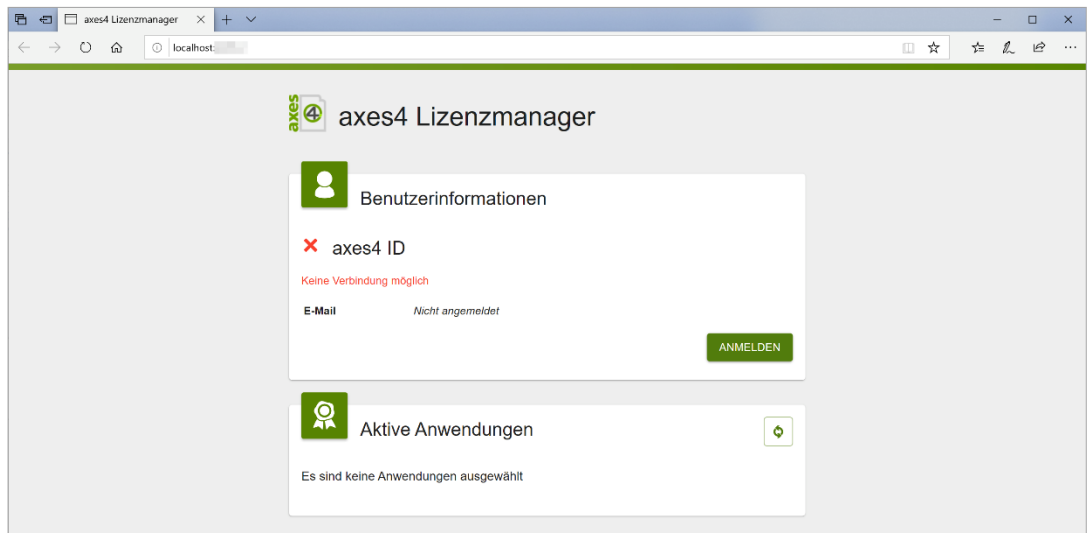 axes4 Lizenzmanager
localhost:
axes4
axes4 Lizenzmanager
Benutzerinformationen
axes4 ID
Keine Verbindung möglich
E-Mail Nicht angemeldet
ANMELDEN
Aktive Anwendungen
Es sind keine Anwendungen ausgewählt